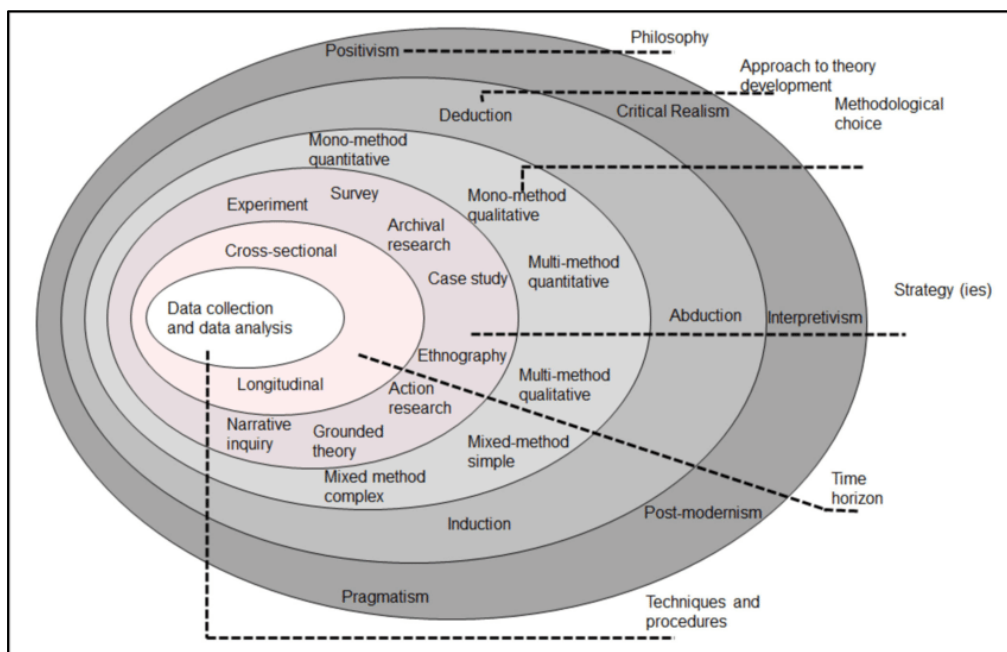 Positivism
Philosophy
Approach to theory
development
Deduction
Critical Realism
Methodological
choice
Mono-method
quantitative
Survey
Experiment
Mono-method
qualitative
Archival
research
Cross-sectional
Case study
Multi-method
quantitative
Strategy (ies)
Data collection
and data analysis
Abduction
Interpretivism
Ethnography
Multi-method
qualitative
Longitudinal
Action
research
Narrative
inquiry
Grounded
theory
Mixed-method
simple
Mixed method
complex
Time
horizon
Induction
Post-modernism
Pragmatism
Techniques and
procedures